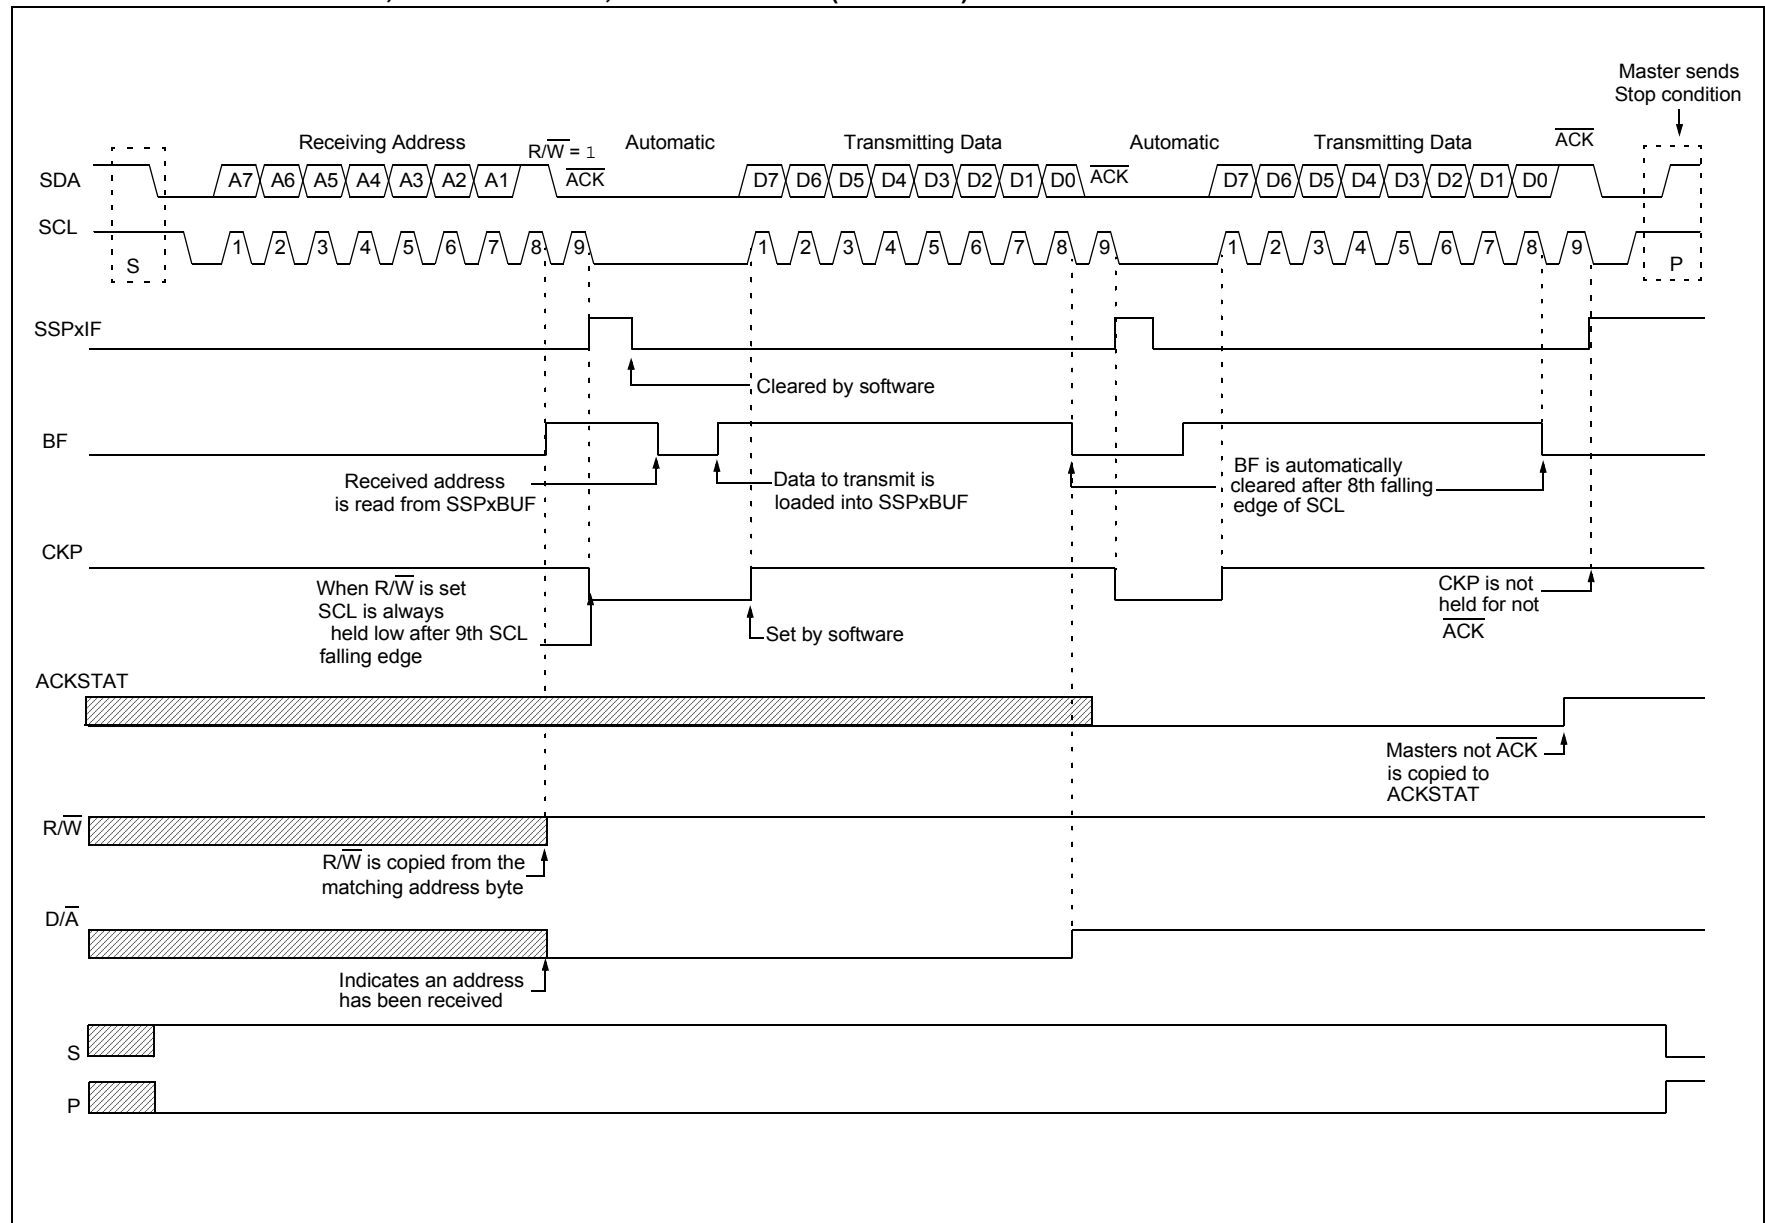 Master sends
Stop condition
Receiving Address
R/W̅ = 1
Automatic
Transmitting Data
Automatic
Transmitting Data
A̅C̅K̅
SDA
A7 A6 A5 A4 A3 A2 A1
A̅C̅K̅
D7 D6 D5 D4 D3 D2 D1 D0
A̅C̅K̅
D7 D6 D5 D4 D3 D2 D1 D0
SCL
1 2 3 4 5 6 7 8 9
1 2 3 4 5 6 7 8 9
1 2 3 4 5 6 7 8 9
S
P
SSPxIF
Cleared by software
BF
Received address
is read from SSPxBUF
Data to transmit is
loaded into SSPxBUF
BF is automatically
cleared after 8th falling
edge of SCL
CKP
When R/W̅ is set
SCL is always
held low after 9th SCL
falling edge
Set by software
CKP is not
held for not
A̅C̅K̅
ACKSTAT
Masters not A̅C̅K̅
is copied to
ACKSTAT
R/W̅
R/W̅ is copied from the
matching address byte
D/A̅
Indicates an address
has been received
S
P